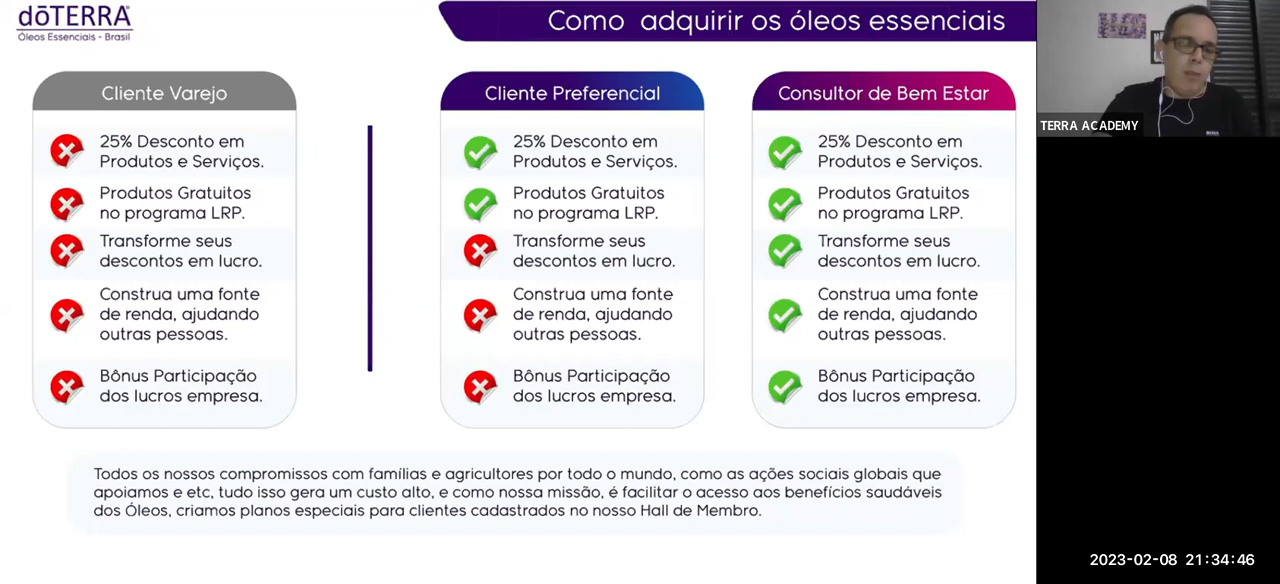 dōTERRA
Óleos Essenciais - Brasil
Como adquirir os óleos essenciais
Cliente Varejo
25% Desconto em
Produtos e Serviços.
Produtos Gratuitos
no programa LRP.
Transforme seus
descontos em lucro.
Construa uma fonte
de renda, ajudando
outras pessoas.
Bônus Participação
dos lucros empresa.
Cliente Preferencial
25% Desconto em
Produtos e Serviços.
Produtos Gratuitos
no programa LRP.
Transforme seus
descontos em lucro.
Construa uma fonte
de renda, ajudando
outras pessoas.
Bônus Participação
dos lucros empresa.
Consultor de Bem Estar
25% Desconto em
Produtos e Serviços.
Produtos Gratuitos
no programa LRP.
Transforme seus
descontos em lucro.
Construa uma fonte
de renda, ajudando
outras pessoas.
Bônus Participação
dos lucros empresa.
Todos os nossos compromissos com famílias e agricultores por todo o mundo, como as ações sociais globais que
apoiamos e etc, tudo isso gera um custo alto, e como nossa missão, é facilitar o acesso aos benefícios saudáveis
dos Óleos, criamos planos especiais para clientes cadastrados no nosso Hall de Membro.
TERRA ACADEMY
2023-02-08 21:34:46